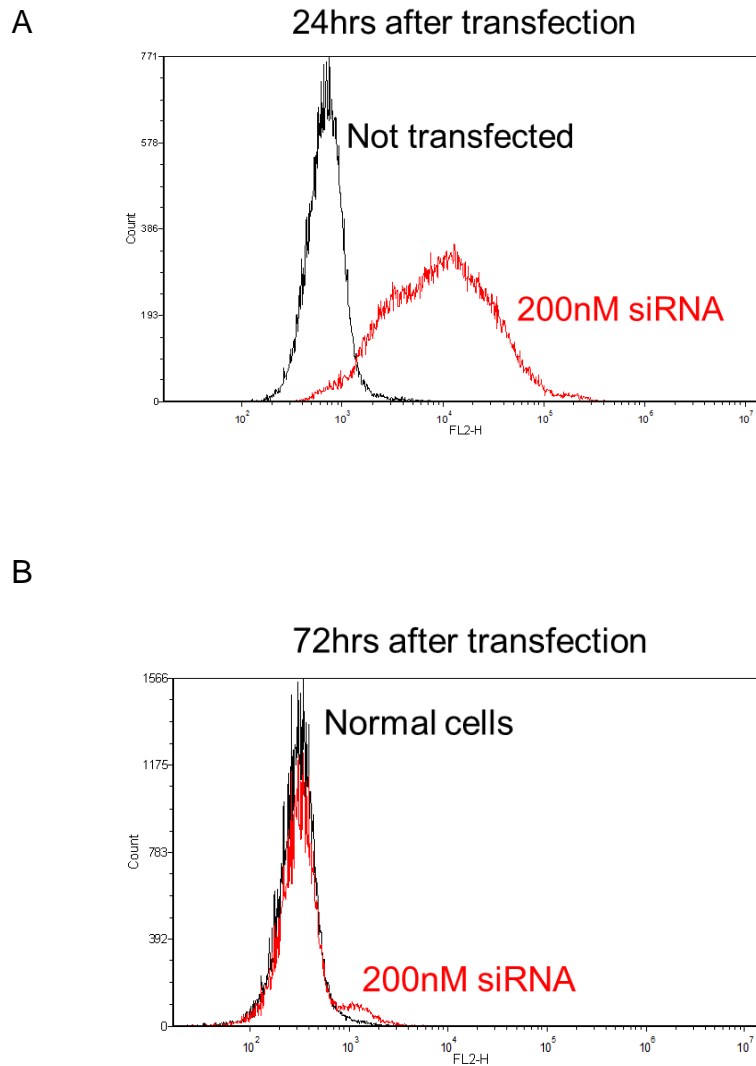 A
24hrs after transfection
771
578
386
193
0
Count
Not transfected
200nM siRNA
10² 10³ 10⁴ 10⁵ 10⁶ 10⁷
FL2-H
B
72hrs after transfection
1566
1175
783
392
0
Count
Normal cells
200nM siRNA
10² 10³ 10⁴ 10⁵ 10⁶ 10⁷
FL2-H